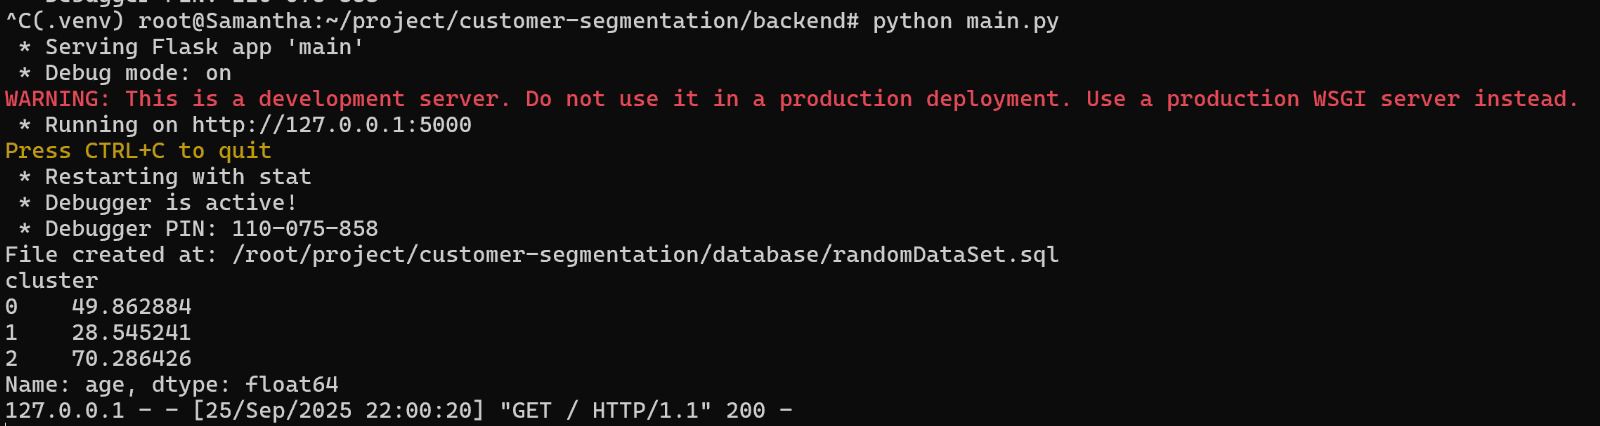 ^C(.venv) root@Samantha:~/project/customer-segmentation/backend# python main.py
 * Serving Flask app 'main'
 * Debug mode: on
WARNING: This is a development server. Do not use it in a production deployment. Use a production WSGI server instead.
 * Running on http://127.0.0.1:5000
Press CTRL+C to quit
 * Restarting with stat
 * Debugger is active!
 * Debugger PIN: 110-075-858
File created at: /root/project/customer-segmentation/database/randomDataSet.sql
cluster
0    49.862884
1    28.545241
2    70.286426
Name: age, dtype: float64
127.0.0.1 - - [25/Sep/2025 22:00:20] "GET / HTTP/1.1" 200 -